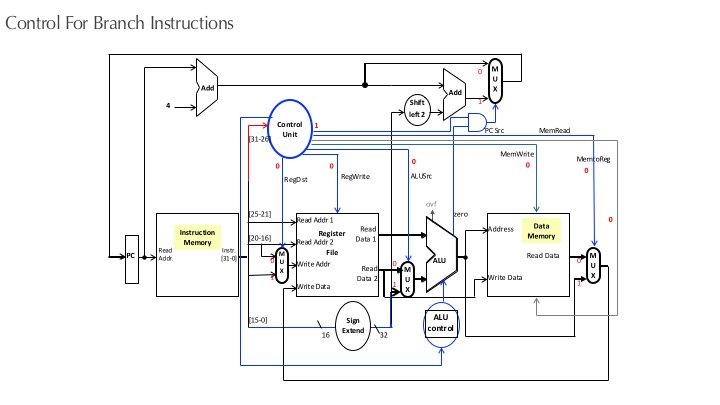 Control For Branch Instructions
0
M
U
X
Add
Add
4
Shift
left 2
1
Control
Unit
1
PC Src
MemRead
[31-26]
MemWrite
MemtoReg
0
0
0
0
0
RegDst
RegWrite
ALUSrc
ovf
zero
0
[25-21]
Read Addr 1
Read
Data 1
Address
Data
Memory
Instruction
Memory
Register
File
[20-16]
Read Addr 2
PC
Read
Addr.
Instr.
[31-0]
0
M
U
X
1
Write Addr
Write Data
Read
Data 2
0
M
U
X
1
ALU
Read Data
Write Data
0
M
U
X
1
[15-0]
Sign
Extend
16
32
ALU
control